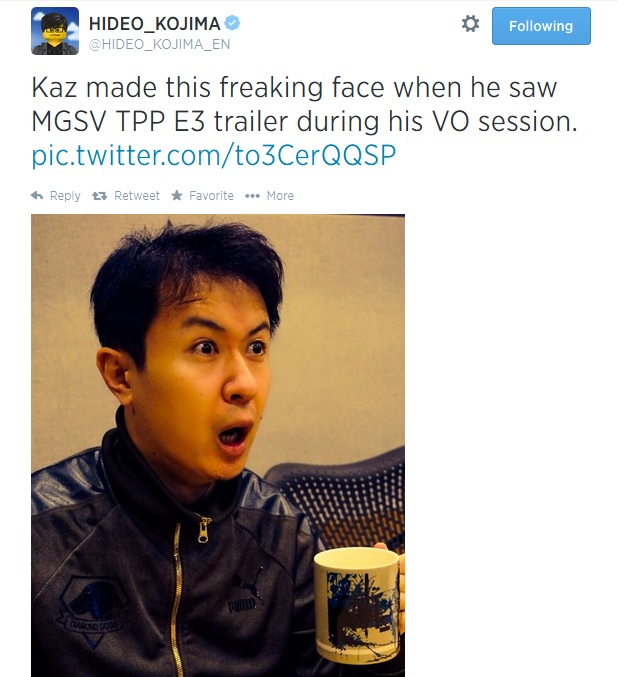 HIDEO_KOJIMA
@HIDEO_KOJIMA_EN
Following
Kaz made this freaking face when he saw
MGSV TPP E3 trailer during his VO session.
pic.twitter.com/to3CerQQSP
Reply Retweet Favorite More
PUMA
DIAMOND DOGS